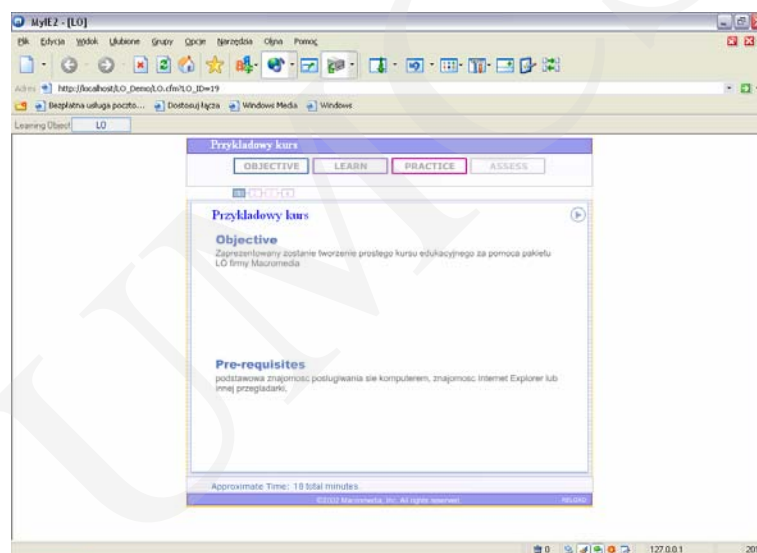 MyIE2 - [LO]
Plik Edycja Widok Ulubione Grupy Opcje Narzędzia Okna Pomoc
Adres http://localhost/LO_Demo/LO.cfm?LO_ID=19
Bezpłatna usługa poczto... Dostosuj łącza Windows Media Windows
Learning Object LO
Przykladowy kurs
OBJECTIVE LEARN PRACTICE ASSESS
Przykladowy kurs
Objective
Zaprezentowany zostanie tworzenie prostego kursu edukacyjnego za pomoca pakietu
LO firmy Macromedia
Pre-requisites
podstawowa znajomosc poslugiwania sie komputerem, znajomosc Internet Explorer lub
innej przegladarki,
Approximate Time: 18 total minutes.
©2002 Macromedia, Inc. All rights reserved. RELOAD
0 127.0.0.1
UMCS